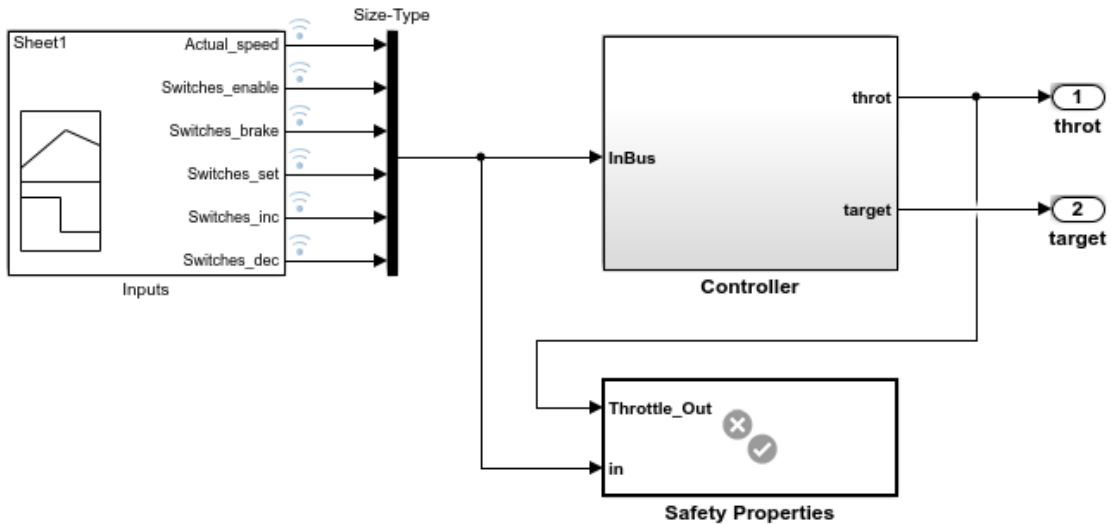 Size-Type
Sheet1
Actual_speed
Switches_enable
Switches_brake
Switches_set
Switches_inc
Switches_dec
Inputs
InBus
throt
target
Controller
1
throt
2
target
Throttle_Out
in
Safety Properties